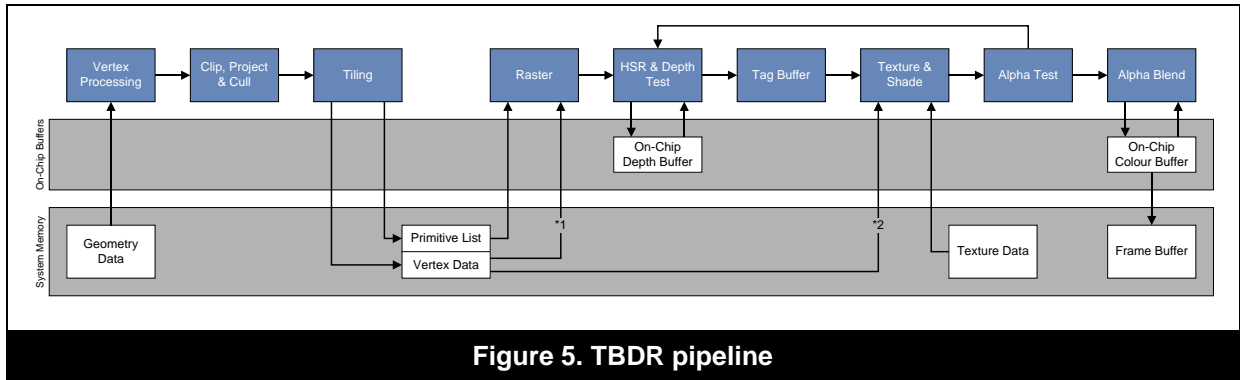 Vertex
Processing
Clip, Project
& Cull
Tiling
Raster
HSR & Depth
Test
Tag Buffer
Texture &
Shade
Alpha Test
Alpha Blend
On-Chip Buffers
On-Chip
Depth Buffer
On-Chip
Colour Buffer
System Memory
Geometry
Data
Primitive List
Vertex Data
*1
*2
Texture Data
Frame Buffer
Figure 5. TBDR pipeline